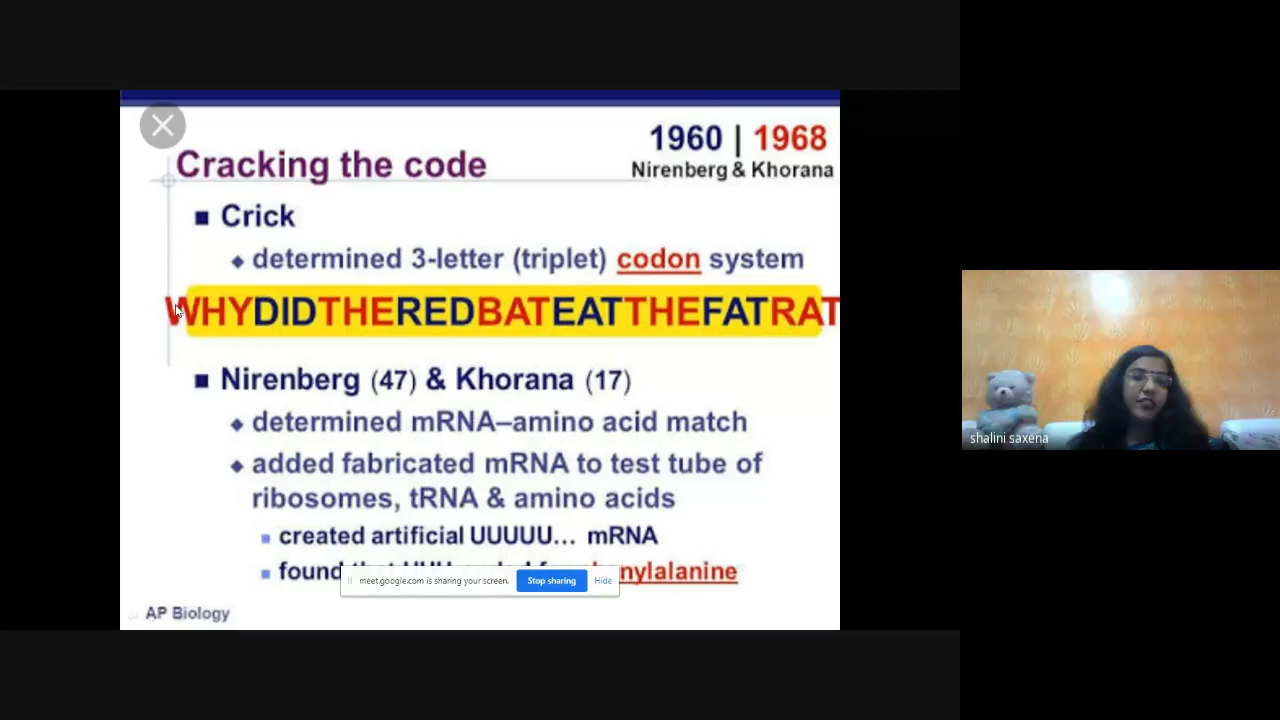 1960 | 1968
Nirenberg & Khorana
Cracking the code
Crick
determined 3-letter (triplet) codon system
WHYDIDTHEREDBATEATTHEFATRAT
Nirenberg (47) & Khorana (17)
determined mRNA–amino acid match
added fabricated mRNA to test tube of
ribosomes, tRNA & amino acids
created artificial UUUUU… mRNA
found
meet.google.com is sharing your screen.
Stop sharing
Hide
nylalanine
AP Biology
shalini saxena